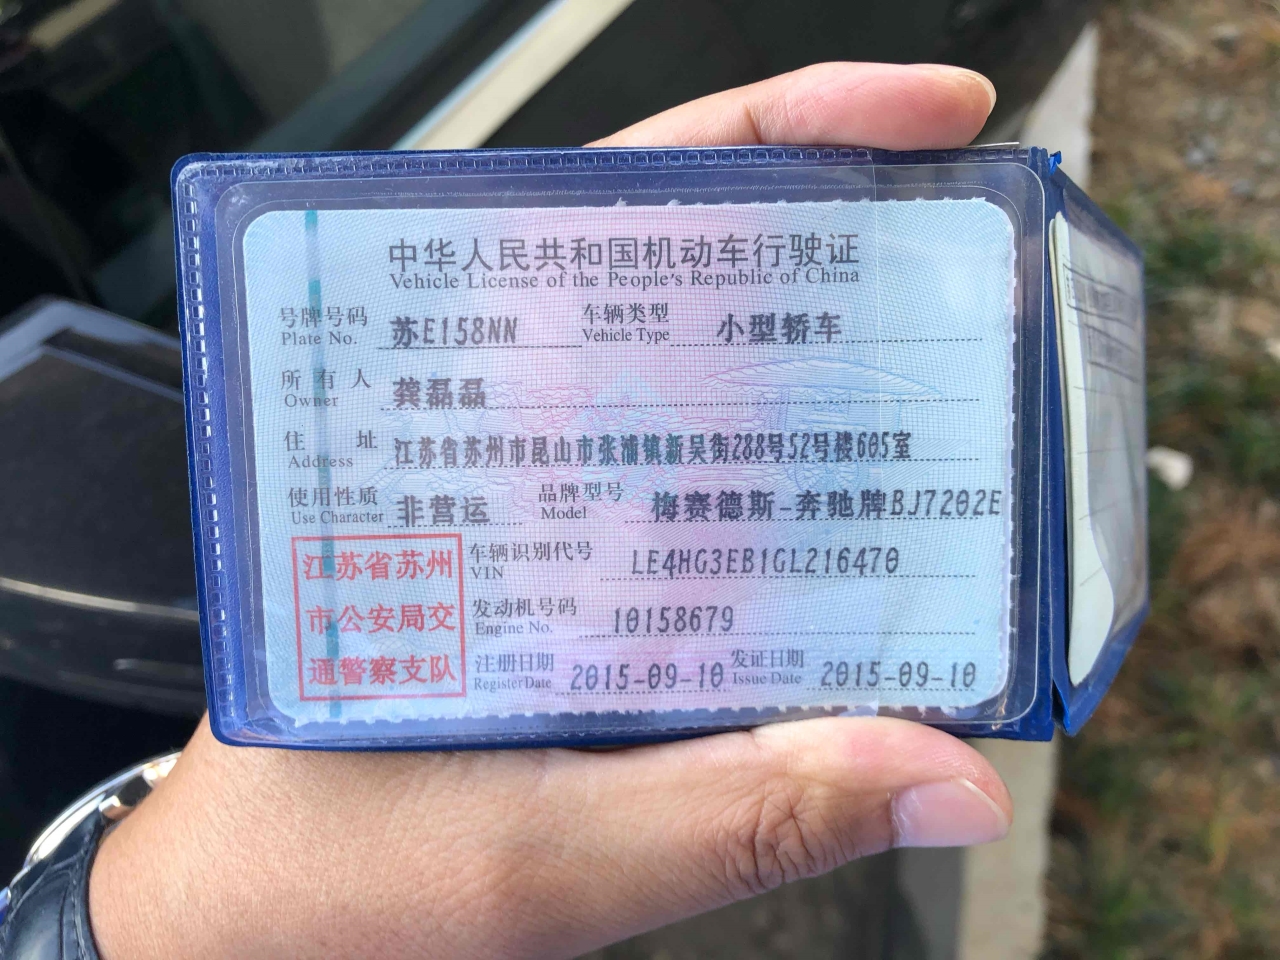 中华人民共和国机动车行驶证
Vehicle License of the People's Republic of China
号牌号码 苏E158NN 车辆类型 小型轿车
Plate No. Vehicle Type
所有人 龚磊磊
Owner
住址 江苏省苏州市昆山市张浦镇新吴街288号52号楼605室
Address
使用性质 非营运 品牌型号 梅赛德斯-奔驰牌BJ7202E
Use Character Model
江苏省苏州
市公安局交
通警察支队
车辆识别代号 LE4HG3EB1GL216470
VIN
发动机号码 10158679
Engine No.
注册日期 2015-09-10 发证日期 2015-09-10
Register Date Issue Date